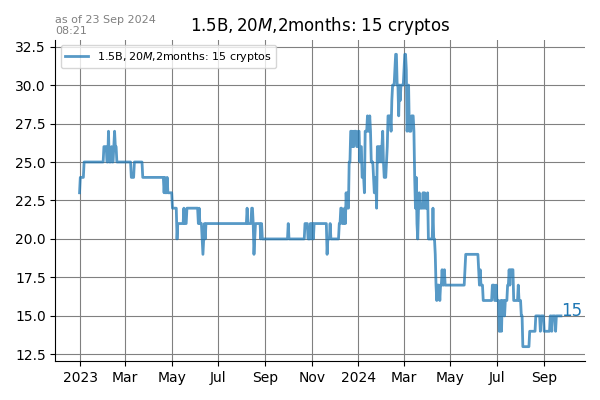 as of 23 Sep 2024
08:21
1.5B, 20M,2months: 15 cryptos
1.5B, 20M,2months: 15 cryptos
32.5
30.0
27.5
25.0
22.5
20.0
17.5
15.0
12.5
15
2023 Mar May Jul Sep Nov 2024 Mar May Jul Sep